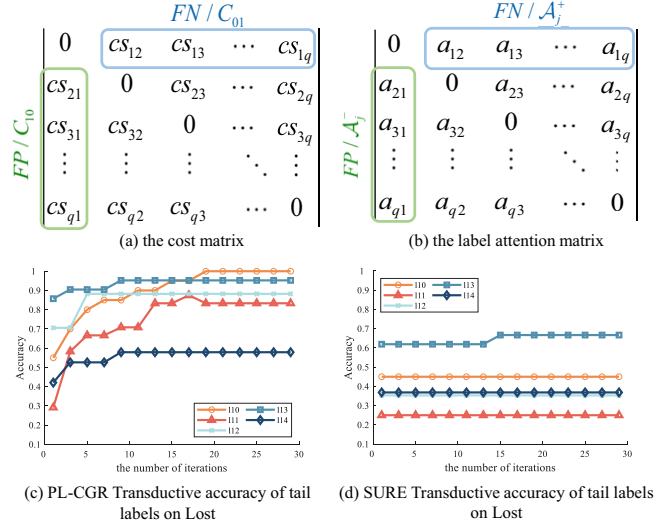 FN / C₀₁
FP / C₁₀
0 cs₁₂ cs₁₃ ⋯ cs₁q
cs₂₁ 0 cs₂₃ ⋯ cs₂q
cs₃₁ cs₃₂ 0 ⋯ cs₃q
⋮ ⋮ ⋮ ⋱ ⋮
csq₁ csq₂ csq₃ ⋯ 0
(a) the cost matrix
FN / 𝒜ⱼ⁺
FP / 𝒜ⱼ⁻
0 a₁₂ a₁₃ ⋯ a₁q
a₂₁ 0 a₂₃ ⋯ a₂q
a₃₁ a₃₂ 0 ⋯ a₃q
⋮ ⋮ ⋮ ⋱ ⋮
aq₁ aq₂ aq₃ ⋯ 0
(b) the label attention matrix
Accuracy
1
0.9
0.8
0.7
0.6
0.5
0.4
0.3
0.2
0.1
l10 l13
l11 l14
l12
0 5 10 15 20 25 30
the number of iterations
(c) PL-CGR Transductive accuracy of tail
labels on Lost
Accuracy
1
0.9
0.8
0.7
0.6
0.5
0.4
0.3
0.2
0.1
l10 l13
l11 l14
l12
0 5 10 15 20 25 30
the number of iterations
(d) SURE Transductive accuracy of tail labels
on Lost